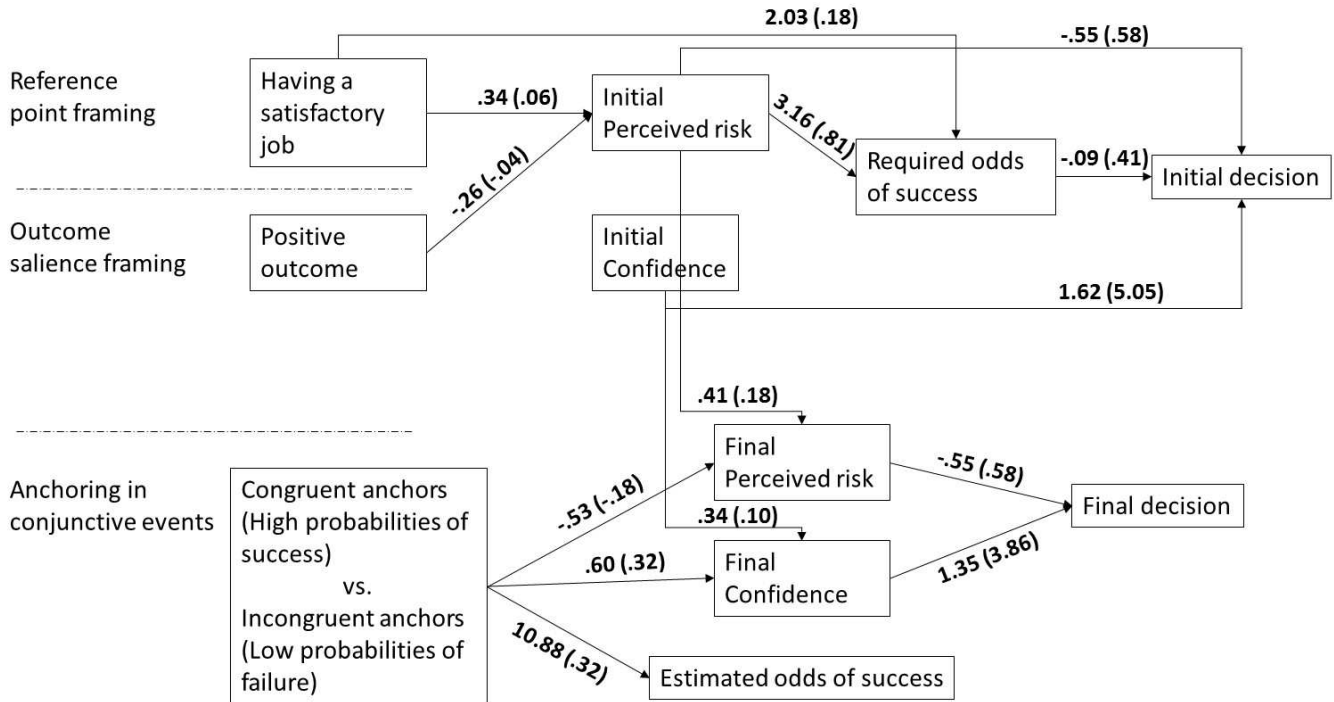 2.03 (.18)
-.55 (.58)
Reference
point framing
Having a
satisfactory
job
.34 (.06)
Initial
Perceived risk
3.16 (.81)
Required odds
of success
-.09 (.41)
Initial decision
-.26 (-.04)
Outcome
salience framing
Positive
outcome
Initial
Confidence
1.62 (5.05)
.41 (.18)
Anchoring in
conjunctive events
Congruent anchors
(High probabilities of
success)
vs.
Incongruent anchors
(Low probabilities of
failure)
-.53 (-.18)
Final
Perceived risk
-.55 (.58)
Final decision
.34 (.10)
.60 (.32)
Final
Confidence
1.35 (3.86)
10.88 (.32)
Estimated odds of success